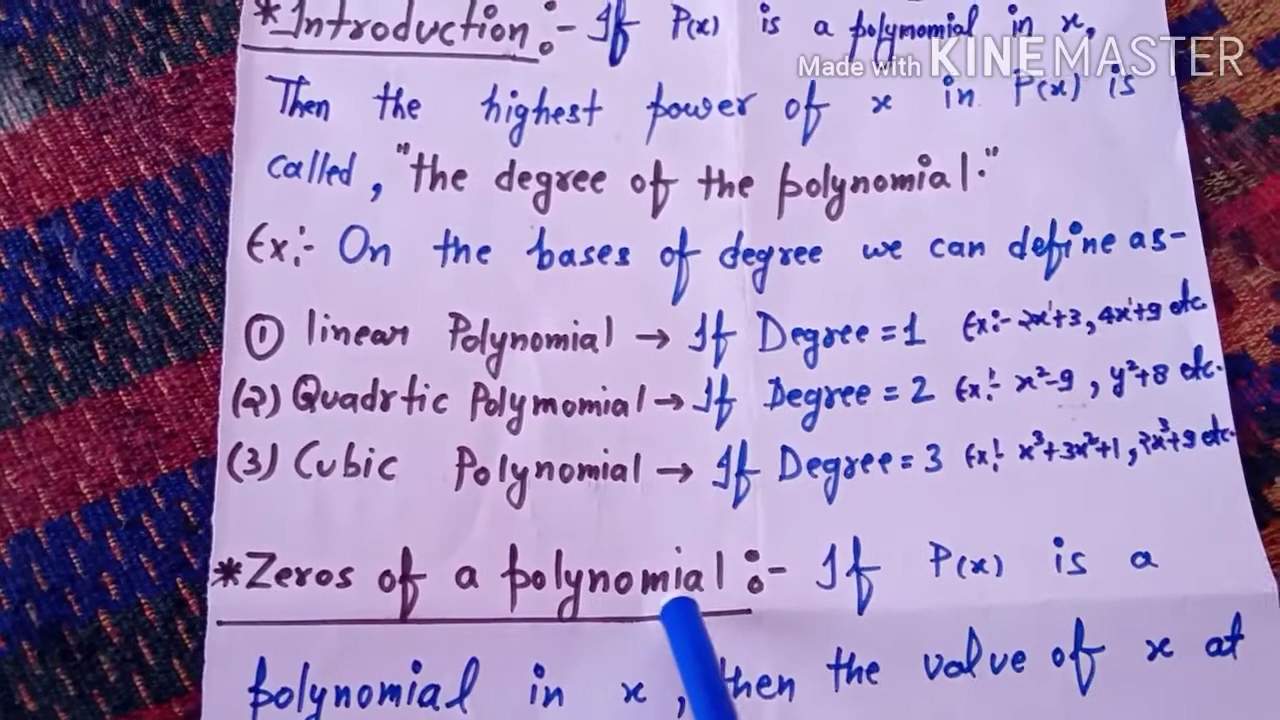 *Introduction:- If P(x) is a polynomial in x,
Made with KINEMASTER
Then the highest power of x in P(x) is
called, "the degree of the polynomial."
Ex:- On the bases of degree we can define as-
① linear Polynomial → If Degree = 1 Ex:- 2x¹+3, 4x¹+9 etc
(2) Quadrtic Polymomial → If Degree = 2 Ex:- x²-9, y²+8 etc.
(3) Cubic Polynomial → If Degree = 3 Ex:- x³+3x²+1, 2x³+9 etc.
*Zeros of a polynomial:- If P(x) is a
polynomial in x, then the value of x at